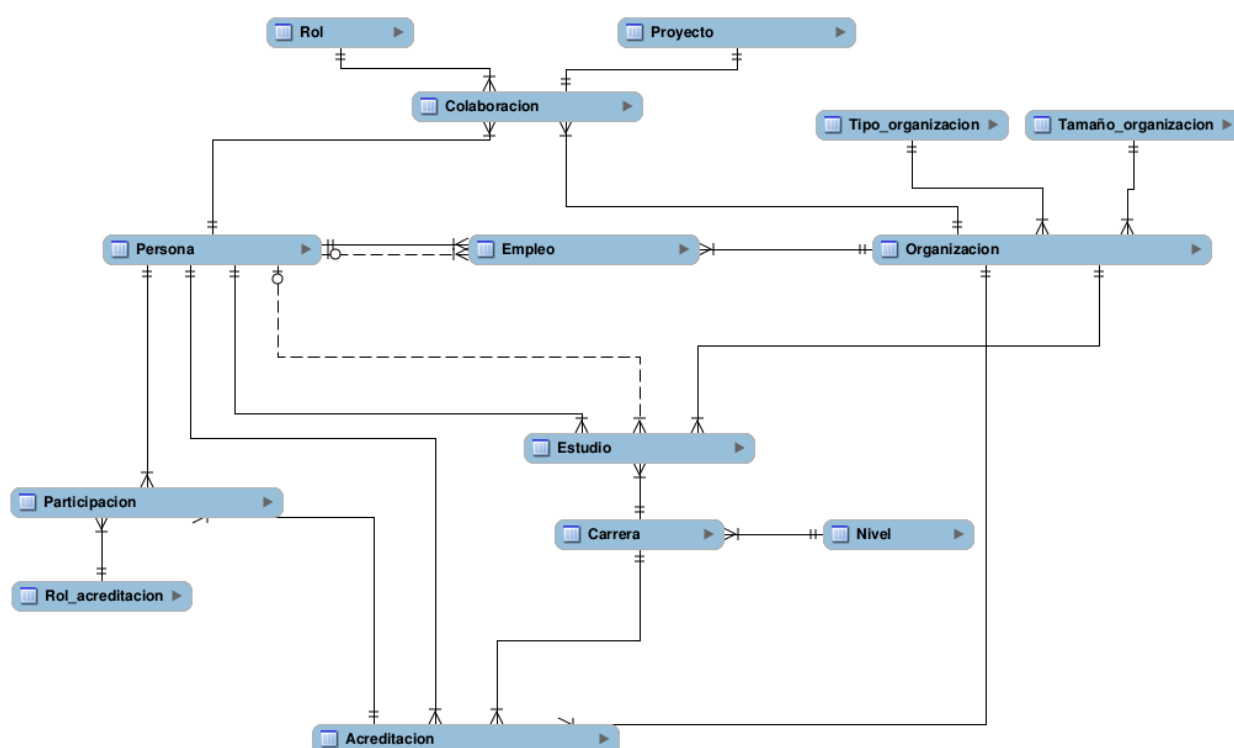 Rol
Proyecto
Colaboracion
Tipo_organizacion
Tamaño_organizacion
Persona
Empleo
Organizacion
Estudio
Participacion
Carrera
Nivel
Rol_acreditacion
Acreditacion